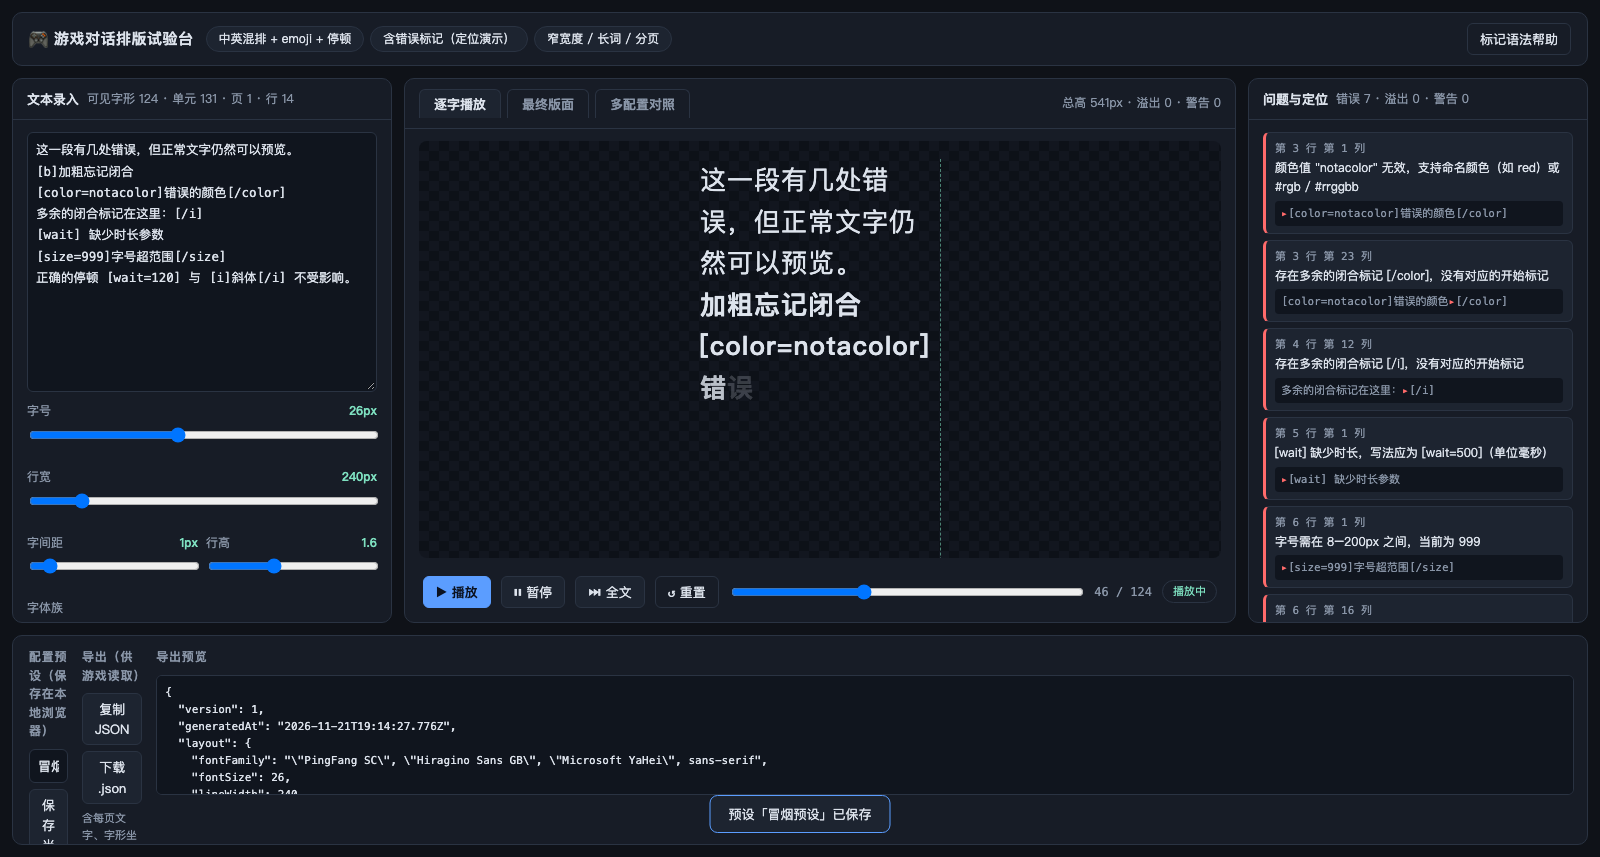 🎮 游戏对话排版试验台
中英混排 + emoji + 停顿
含错误标记（定位演示）
窄宽度 / 长词 / 分页
标记语法帮助
文本录入
可见字形 124 · 单元 131 · 页 1 · 行 14
这一段有几处错误，但正常文字仍然可以预览。
[b]加粗忘记闭合
[color=notacolor]错误的颜色[/color]
多余的闭合标记在这里：[/i]
[wait] 缺少时长参数
[size=999]字号超范围[/size]
正确的停顿 [wait=120] 与 [i]斜体[/i] 不受影响。
字号
26px
行宽
240px
字间距
1px
行高
1.6
字体族
逐字播放
最终版面
多配置对照
总高 541px · 溢出 0 · 警告 0
这一段有几处错
误，但正常文字仍
然可以预览。
加粗忘记闭合
[color=notacolor]
错误
▶ 播放
⏸ 暂停
⏭ 全文
↺ 重置
46 / 124
播放中
问题与定位
错误 7 · 溢出 0 · 警告 0
第 3 行 第 1 列
颜色值 "notacolor" 无效，支持命名颜色（如 red）或
#rgb / #rrggbb
▸[color=notacolor]错误的颜色[/color]
第 3 行 第 23 列
存在多余的闭合标记 [/color]，没有对应的开始标记
[color=notacolor]错误的颜色▸[/color]
第 4 行 第 12 列
存在多余的闭合标记 [/i]，没有对应的开始标记
多余的闭合标记在这里：▸[/i]
第 5 行 第 1 列
[wait] 缺少时长，写法应为 [wait=500]（单位毫秒）
▸[wait] 缺少时长参数
第 6 行 第 1 列
字号需在 8–200px 之间，当前为 999
▸[size=999]字号超范围[/size]
第 6 行 第 16 列
配置预
设（保
存在本
地浏览
器）
冒烟
保
存
导出（供
游戏读取）
复制
JSON
下载
.json
含每页文
字、字形坐
导出预览
{
"version": 1,
"generatedAt": "2026-11-21T19:14:27.776Z",
"layout": {
"fontFamily": "\"PingFang SC\", \"Hiragino Sans GB\", \"Microsoft YaHei\", sans-serif",
"fontSize": 26,
"lineWidth": 240
预设「冒烟预设」已保存